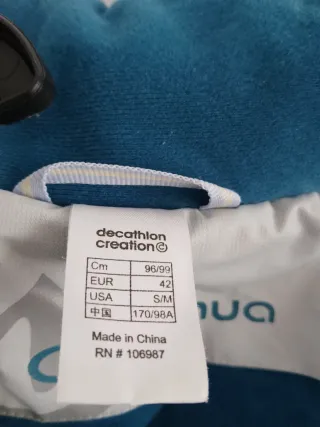 decathlon
creation©
Cm 96/99
EUR 42
USA S/M
中国 170/98A
Made in China
RN # 106987